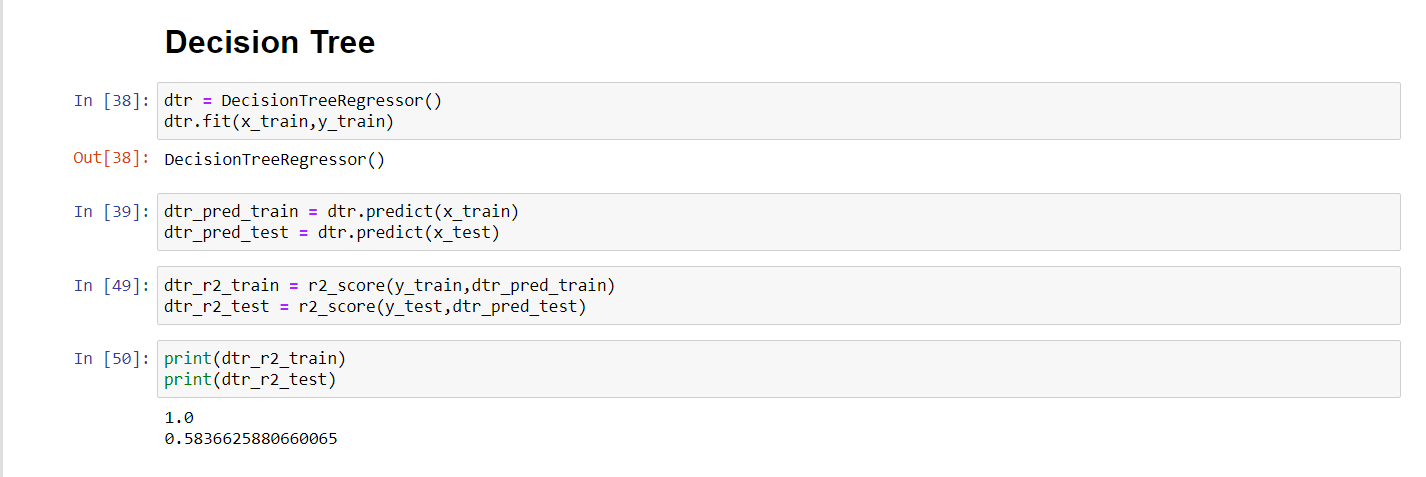 Decision Tree
In [38]: dtr = DecisionTreeRegressor()
dtr.fit(x_train,y_train)
Out[38]: DecisionTreeRegressor()
In [39]: dtr_pred_train = dtr.predict(x_train)
dtr_pred_test = dtr.predict(x_test)
In [49]: dtr_r2_train = r2_score(y_train,dtr_pred_train)
dtr_r2_test = r2_score(y_test,dtr_pred_test)
In [50]: print(dtr_r2_train)
print(dtr_r2_test)
1.0
0.5836625880660065